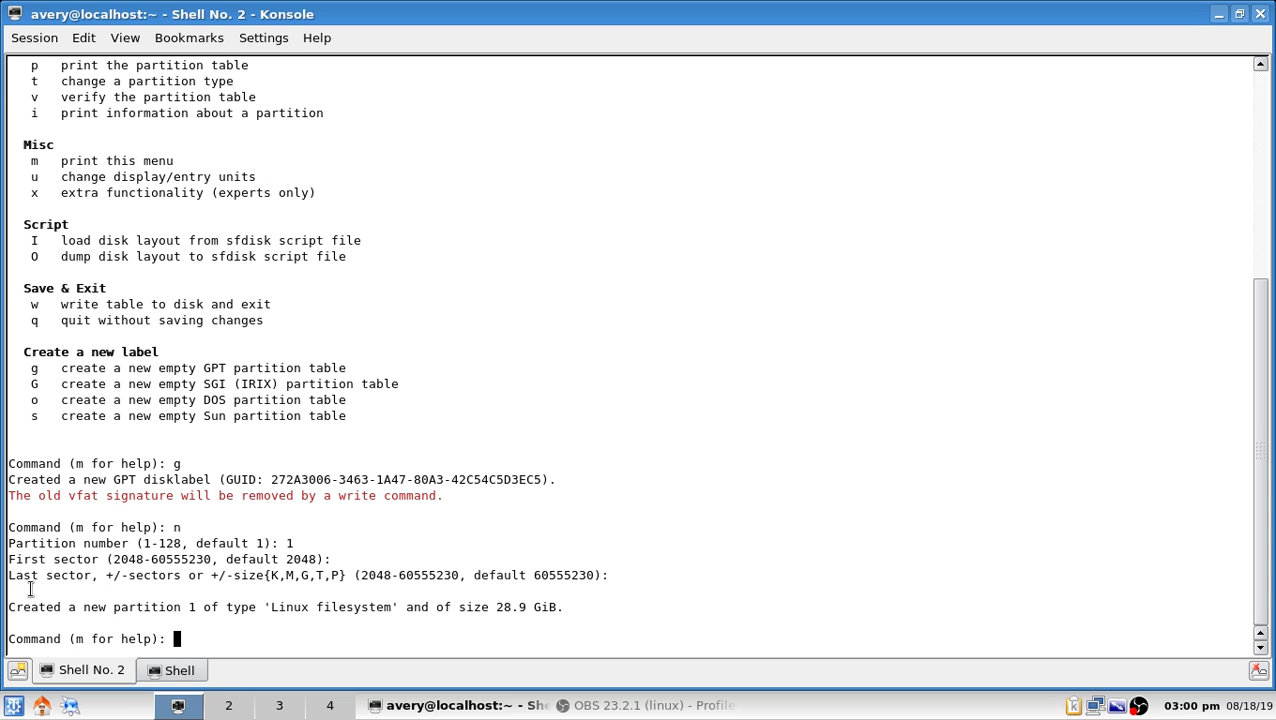 avery@localhost:~ - Shell No. 2 - Konsole
Session Edit View Bookmarks Settings Help
p print the partition table
t change a partition type
v verify the partition table
i print information about a partition
Misc
m print this menu
u change display/entry units
x extra functionality (experts only)
Script
I load disk layout from sfdisk script file
O dump disk layout to sfdisk script file
Save & Exit
w write table to disk and exit
q quit without saving changes
Create a new label
g create a new empty GPT partition table
G create a new empty SGI (IRIX) partition table
o create a new empty DOS partition table
s create a new empty Sun partition table
Command (m for help): g
Created a new GPT disklabel (GUID: 272A3006-3463-1A47-80A3-42C54C5D3EC5).
The old vfat signature will be removed by a write command.
Command (m for help): n
Partition number (1-128, default 1): 1
First sector (2048-60555230, default 2048):
Last sector, +/-sectors or +/-size{K,M,G,T,P} (2048-60555230, default 60555230):
Created a new partition 1 of type 'Linux filesystem' and of size 28.9 GiB.
Command (m for help):
Shell No. 2 Shell
2 3 4 avery@localhost:~ - She OBS 23.2.1 (linux) - Profile 03:00 pm 08/18/19